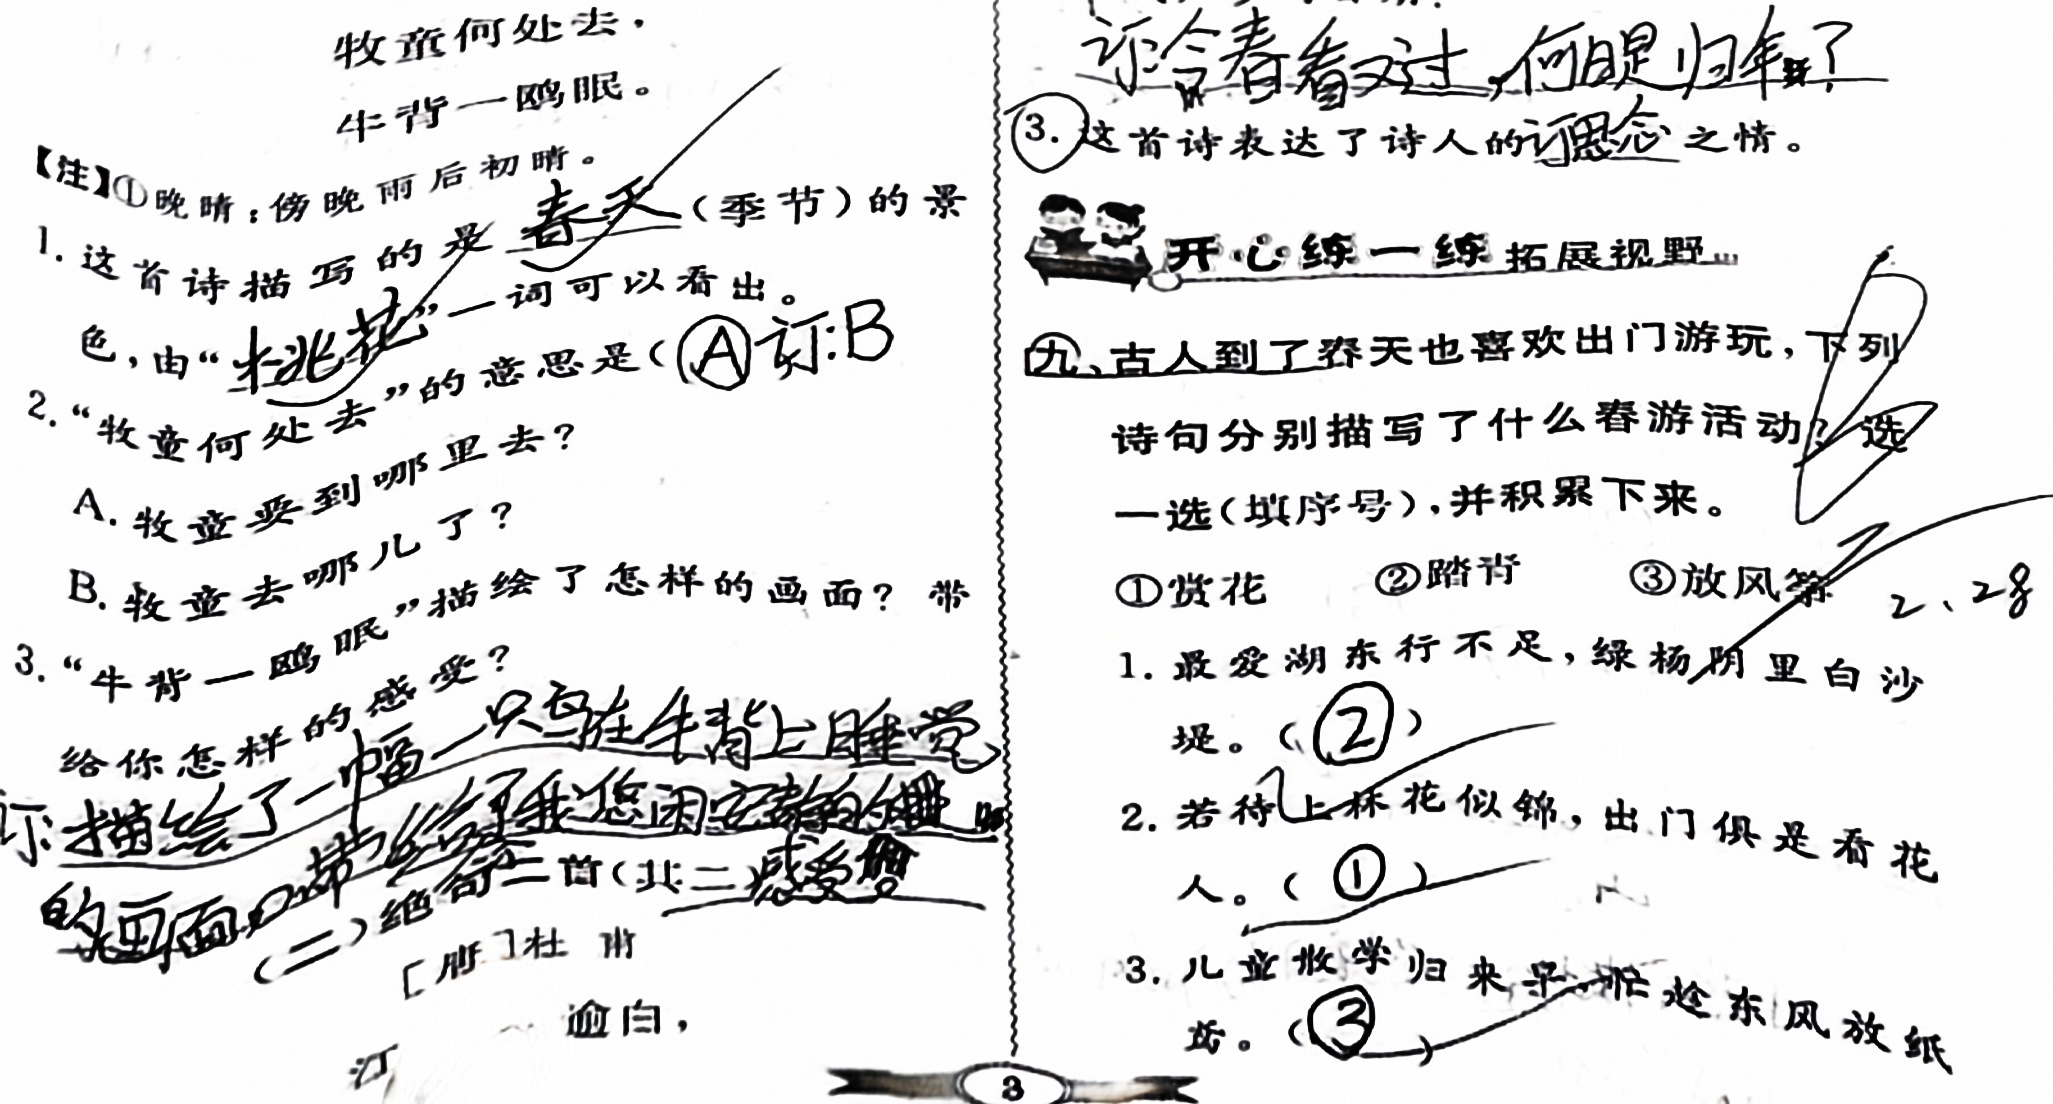 牧童何处去，
牛背一鸥眠。
【注】①晚晴：傍晚雨后初晴。
1. 这首诗描写的是 春天 （季节）的景
色，由“桃花”一词可以看出。
2. “牧童何处去”的意思是（A 订:B
A. 牧童要到哪里去？
B. 牧童去哪儿了？
3. “牛背一鸥眠”描绘了怎样的画面？带
给你怎样的感受？
订:描绘了一幅一只鸟在牛背上睡觉
的画面，带给了我悠闲安静的
感受
（二）绝句二首（其二）
杜
逾白，
江
订:今春看又过，何日是归年？
3. 这首诗表达了诗人的订思念之情。
开心练一练 拓展视野
九、古人到了春天也喜欢出门游玩，下列
诗句分别描写了什么春游活动？选
一选（填序号），并积累下来。
①赏花 ②踏青 ③放风筝 2、28
1. 最爱湖东行不足，绿杨阴里白沙
堤。（②）
2. 若待上林花似锦，出门俱是看花
人。（①）
3. 儿童散学归来早，忙趁东风放纸
鸢。（③）
3